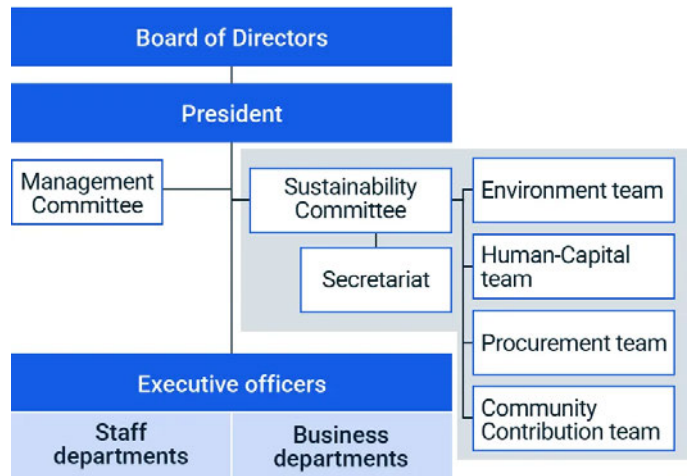 Board of Directors
President
Management
Committee
Sustainability
Committee
Secretariat
Environment team
Human-Capital
team
Procurement team
Community
Contribution team
Executive officers
Staff
departments
Business
departments